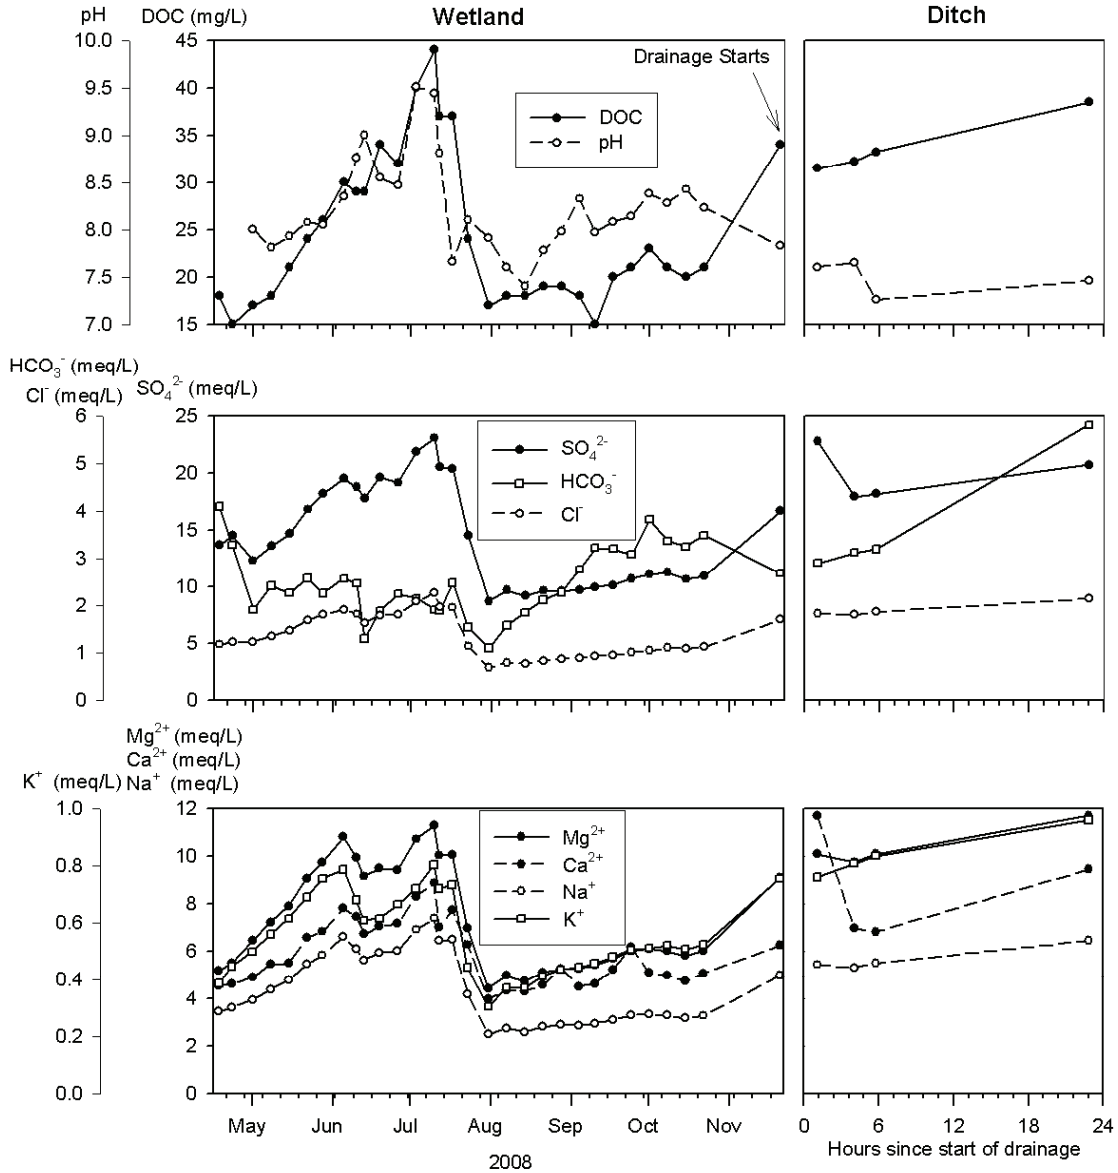 pH DOC (mg/L) Wetland Ditch
10.0 45
9.5 40
Drainage Starts
9.0 35
DOC
pH
8.5 30
8.0 25
7.5 20
7.0 15
HCO₃⁻ (meq/L)
Cl⁻ (meq/L) SO₄²⁻ (meq/L)
6 25
SO₄²⁻
5 20
HCO₃⁻
Cl⁻
4 15
3
2 10
1 5
0 0
Mg²⁺ (meq/L)
Ca²⁺ (meq/L)
K⁺ (meq/L) Na⁺ (meq/L)
1.0 12
Mg²⁺
Ca²⁺
Na⁺
K⁺
0.8 10
8
0.6 6
0.4 4
0.2 2
0.0 0
May Jun Jul Aug Sep Oct Nov 0 6 12 18 24
Hours since start of drainage
2008